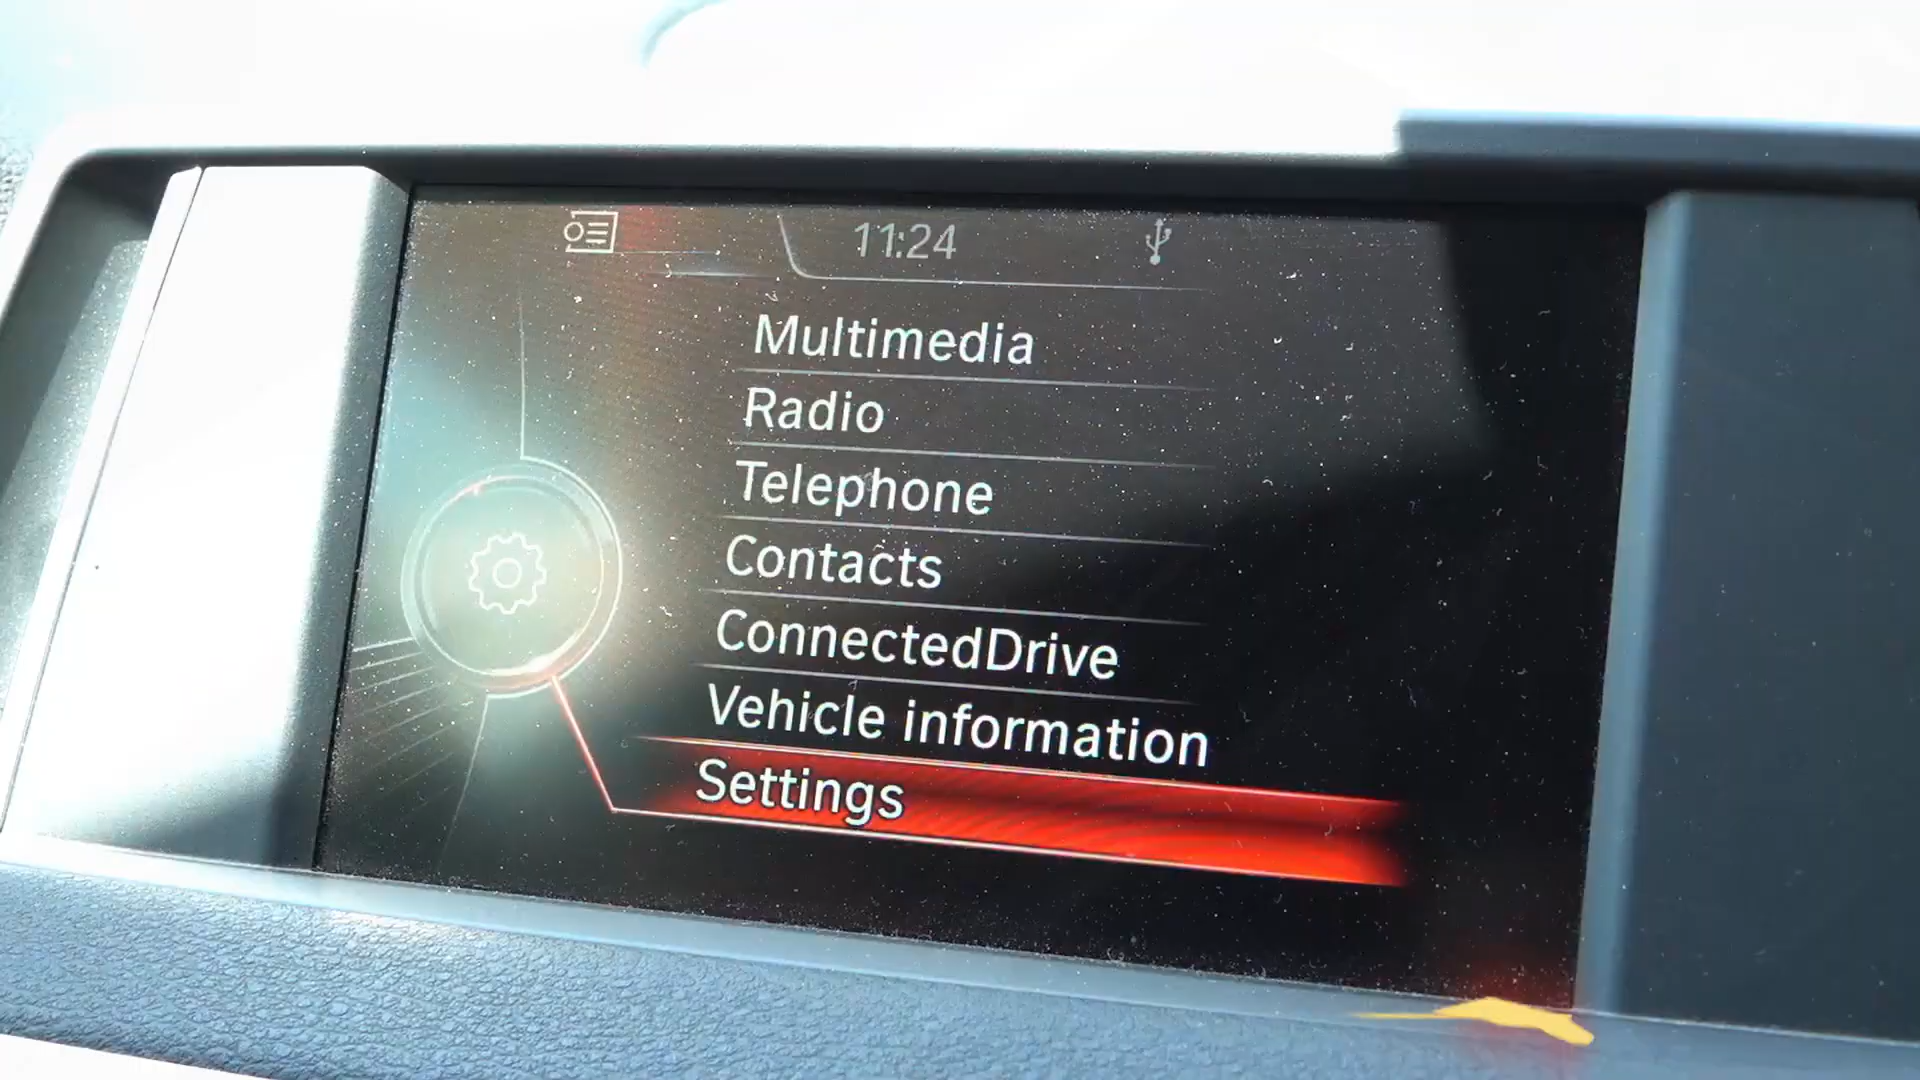 11:24
Multimedia
Radio
Telephone
Contacts
ConnectedDrive
Vehicle information
Settings